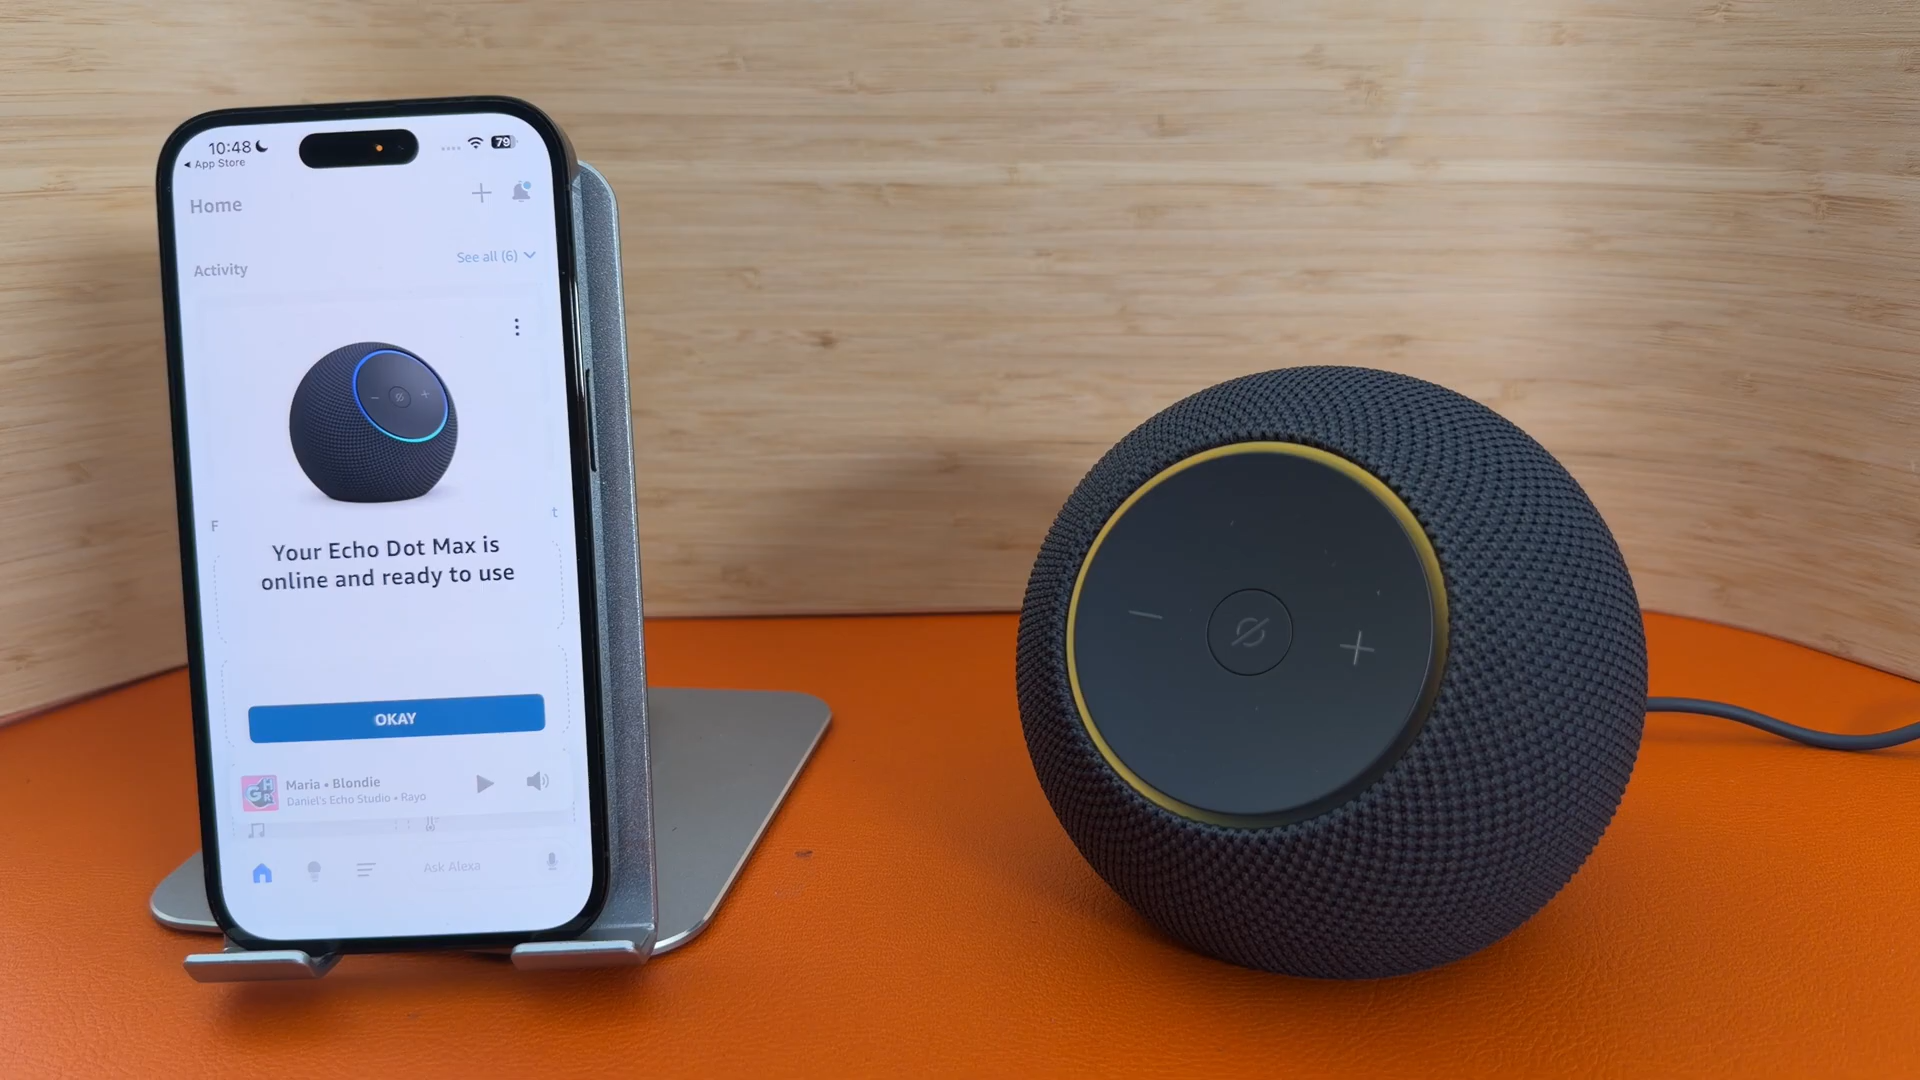 10:48
79
◂ App Store
Home
See all (6)
Activity
F
t
Your Echo Dot Max is
online and ready to use
OKAY
Maria • Blondie
Daniel's Echo Studio • Rayo
Ask Alexa